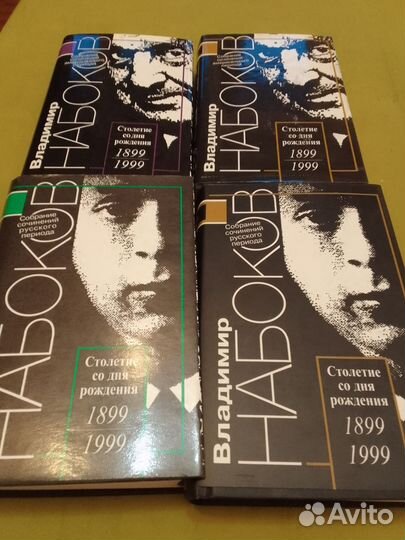 Владимир
НАБОКОВ
Столетие
со дня
рождения
1899
1999
Владимир
НАБОКОВ
Столетие
со дня
рождения
1899
1999
НАБОКОВ
Собрание
сочинений
русского
периода
Столетие
со дня
рождения
1899
1999
Владимир
НАБОКОВ
Собрание
сочинений
русского
периода
Столетие
со дня
рождения
1899
1999
Avito